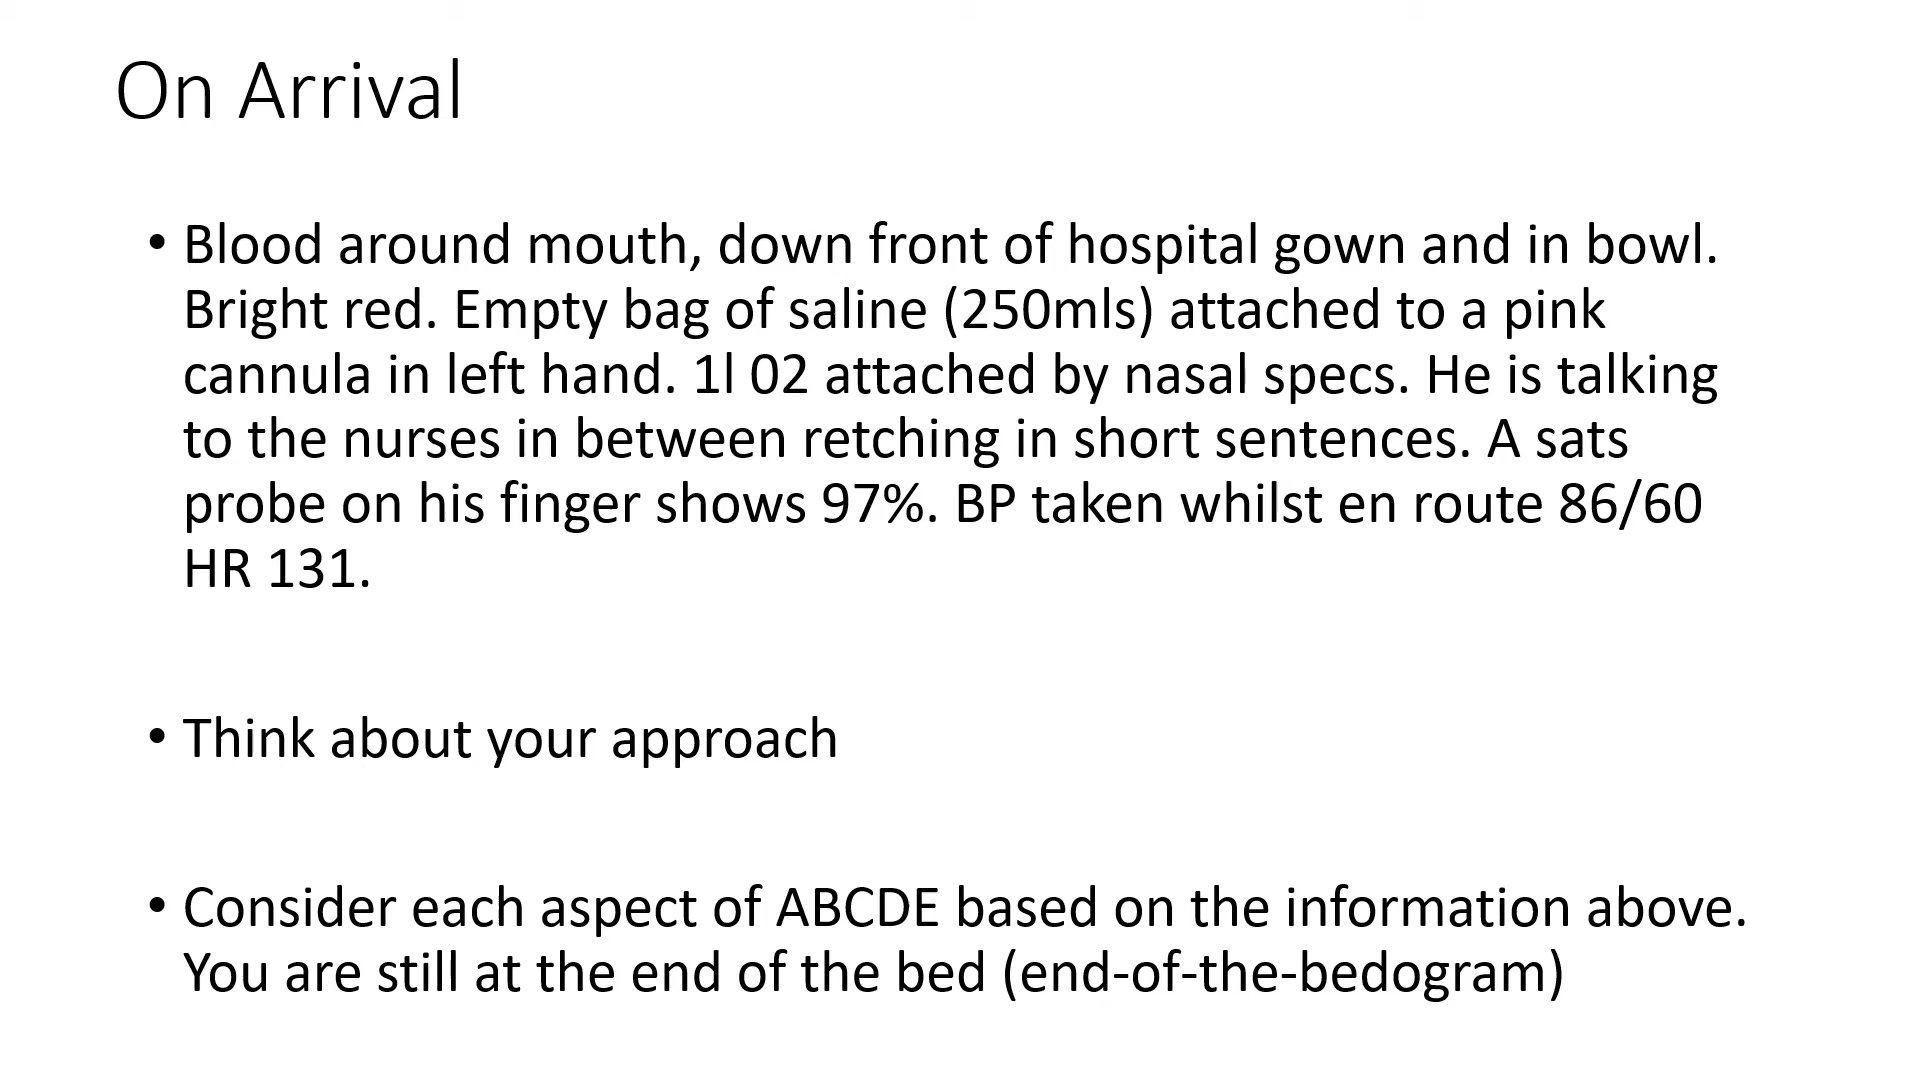 On Arrival
• Blood around mouth, down front of hospital gown and in bowl.
Bright red. Empty bag of saline (250mls) attached to a pink
cannula in left hand. 1l 02 attached by nasal specs. He is talking
to the nurses in between retching in short sentences. A sats
probe on his finger shows 97%. BP taken whilst en route 86/60
HR 131.
• Think about your approach
• Consider each aspect of ABCDE based on the information above.
You are still at the end of the bed (end-of-the-bedogram)